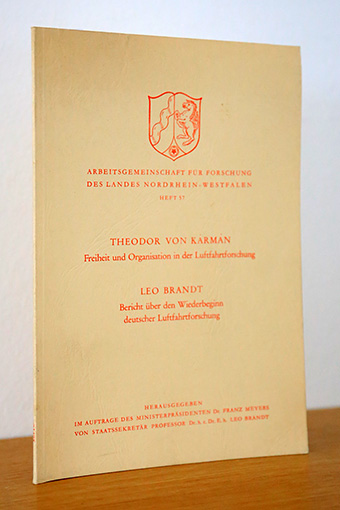 ARBEITSGEMEINSCHAFT FÜR FORSCHUNG
DES LANDES NORDRHEIN-WESTFALEN
HEFT 57
THEODOR VON KARMAN
Freiheit und Organisation in der Luftfahrtforschung
LEO BRANDT
Bericht über den Wiederbeginn
deutscher Luftfahrtforschung
HERAUSGEGEBEN
IM AUFTRAGE DES MINISTERPRÄSIDENTEN Dr. FRANZ MEYERS
VON STAATSSEKRETÄR PROFESSOR Dr. h. c. Dr. E. h. LEO BRANDT